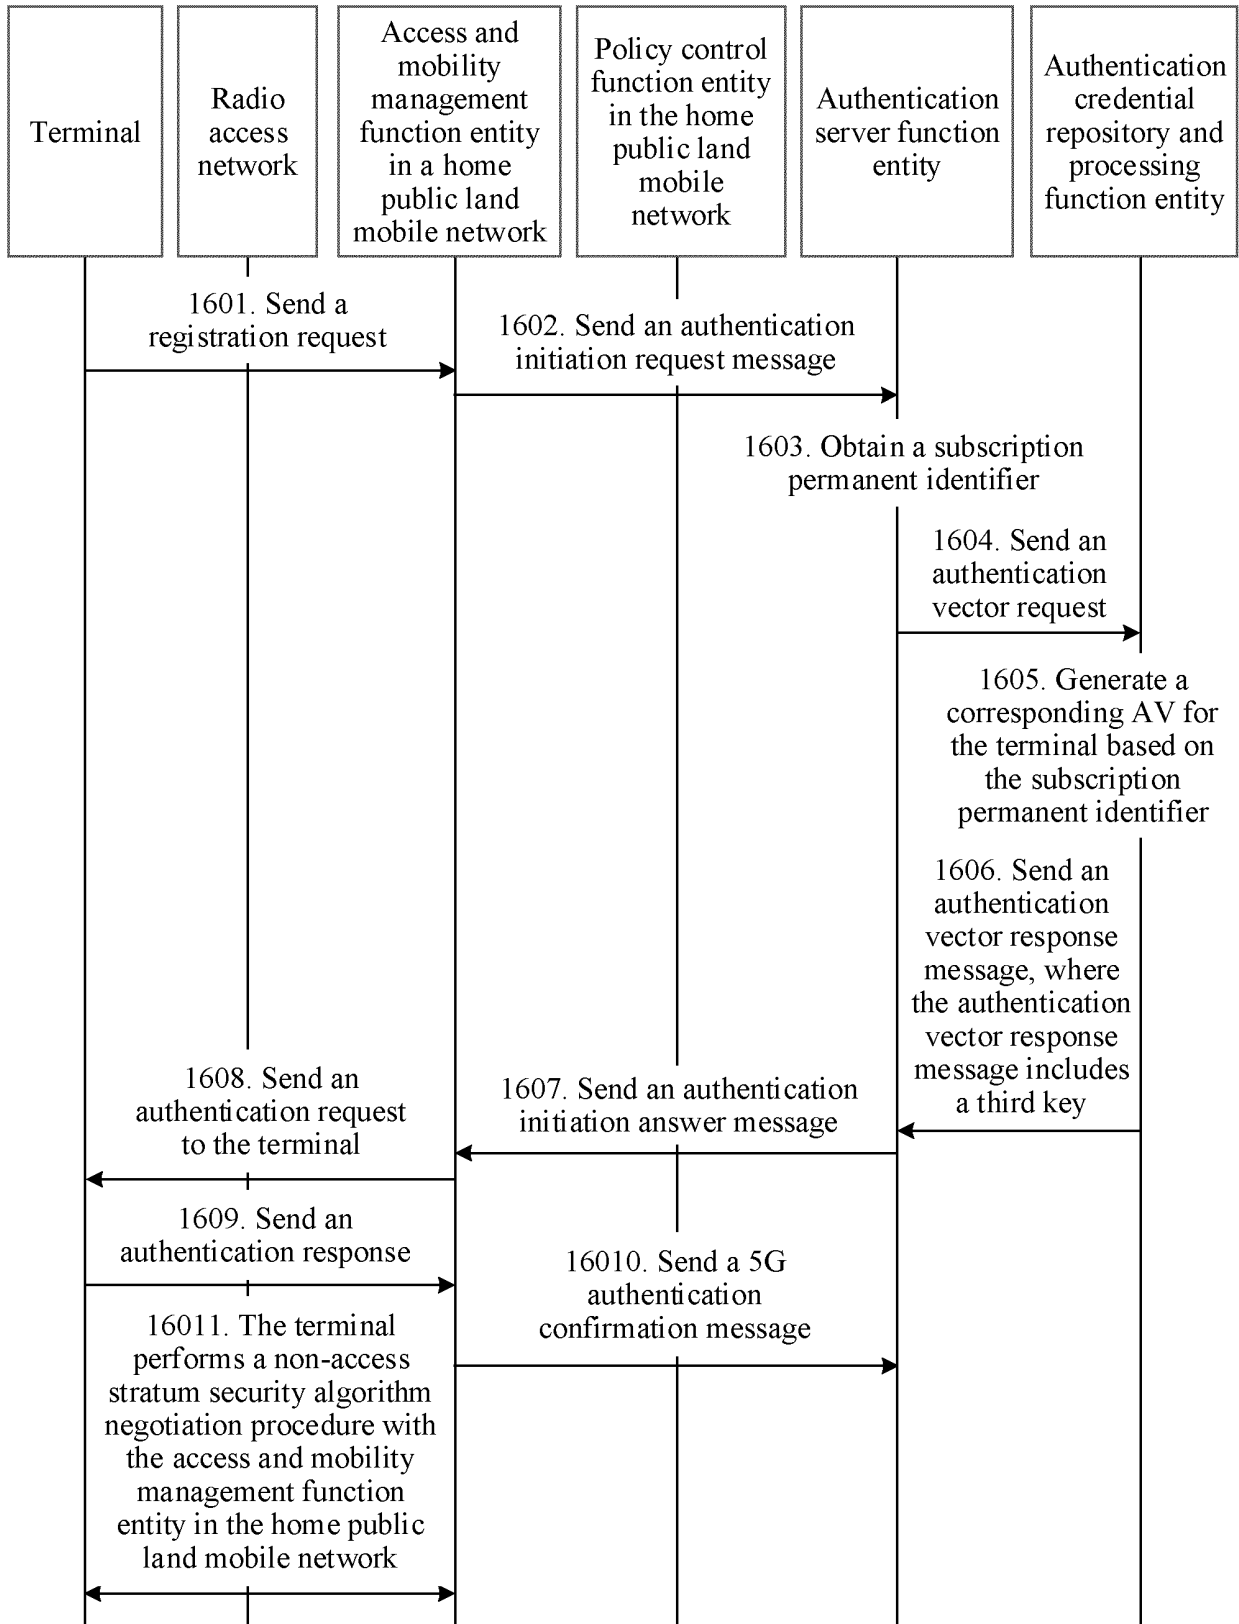 Terminal
Radio
access
network
Access and
mobility
management
function entity
in a home
public land
mobile network
Policy control
function entity
in the home
public land
mobile
network
Authentication
server function
entity
Authentication
credential
repository and
processing
function entity
1601. Send a
registration request
1602. Send an authentication
initiation request message
1603. Obtain a subscription
permanent identifier
1604. Send an
authentication
vector request
1605. Generate a
corresponding AV for
the terminal based on
the subscription
permanent identifier
1606. Send an
authentication
vector response
message, where
the authentication
vector response
message includes
a third key
1607. Send an authentication
initiation answer message
1608. Send an
authentication request
to the terminal
1609. Send an
authentication response
16010. Send a 5G
authentication
confirmation message
16011. The terminal
performs a non-access
stratum security algorithm
negotiation procedure with
the access and mobility
management function
entity in the home public
land mobile network